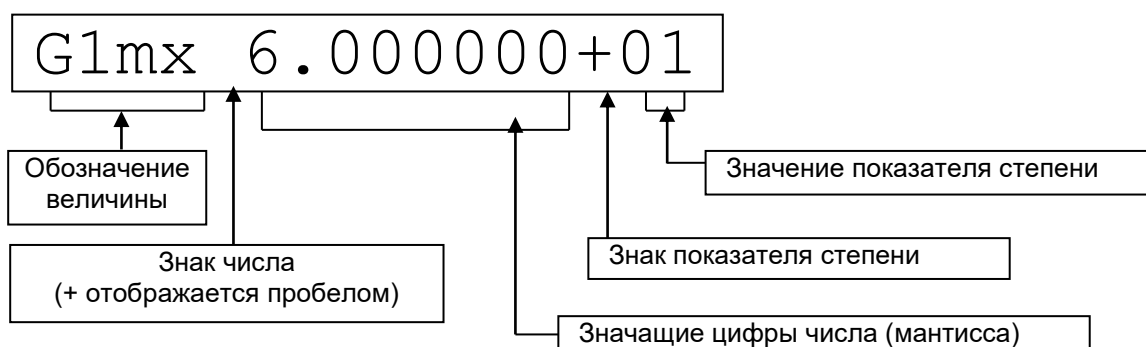 G1mx 6.000000+01
Обозначение
величины
Значение показателя степени
Знак числа
(+ отображается пробелом)
Знак показателя степени
Значащие цифры числа (мантисса)